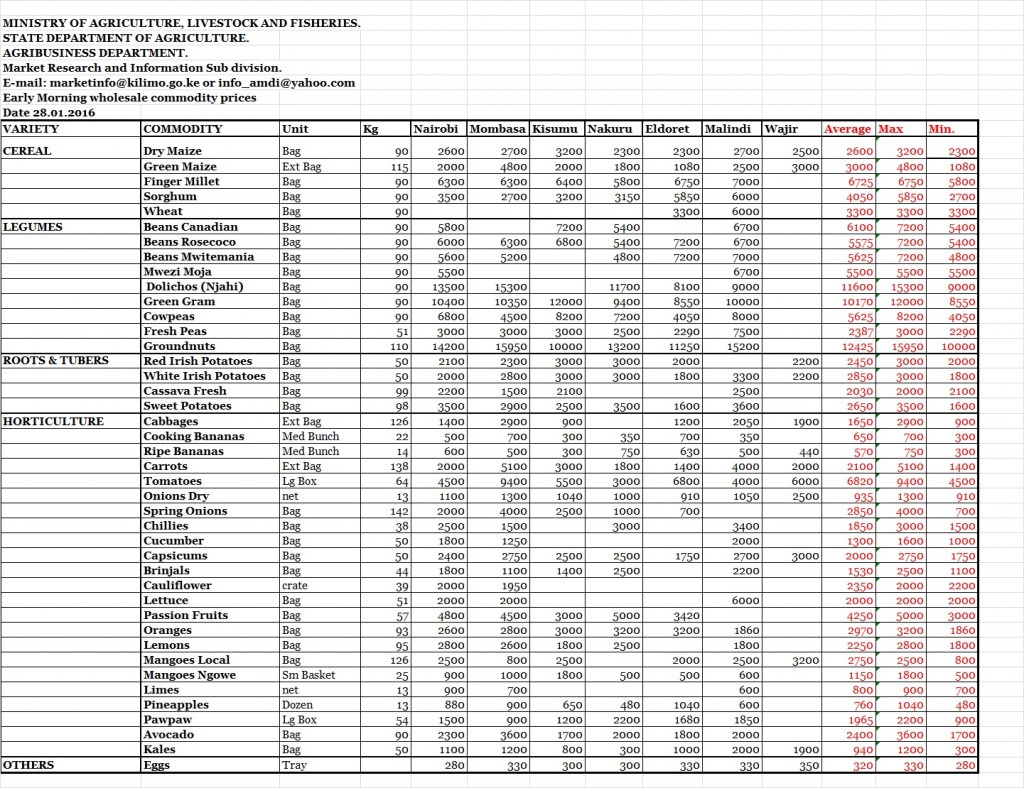 MINISTRY OF AGRICULTURE, LIVESTOCK AND FISHERIES.
STATE DEPARTMENT OF AGRICULTURE.
AGRIBUSINESS DEPARTMENT.
Market Research and Information Sub division.
E-mail: marketinfo@kilimo.go.ke or info_amdi@yahoo.com
Early Morning wholesale commodity prices
Date 28.01.2016
VARIETY COMMODITY Unit Kg Nairobi Mombasa Kisumu Nakuru Eldoret Malindi Wajir Average Max Min.
CEREAL Dry Maize Bag 90 2600 2700 3200 2300 2300 2700 2500 2600 3200 2300
Green Maize Ext Bag 115 2000 4800 2000 1800 1080 2500 3000 3000 4800 1080
Finger Millet Bag 90 6300 6300 6400 5800 6750 7000 6725 6750 5800
Sorghum Bag 90 3500 2700 3200 3150 5850 6000 4050 5850 2700
Wheat Bag 90 3300 6000 3300 3300 3300
LEGUMES Beans Canadian Bag 90 5800 7200 5400 6700 6100 7200 5400
Beans Rosecoco Bag 90 6000 6300 6800 5400 7200 6700 5575 7200 5400
Beans Mwitemania Bag 90 5600 5200 4800 7200 7000 5625 7200 4800
Mwezi Moja Bag 90 5500 6700 5500 5500 5500
Dolichos (Njahi) Bag 90 13500 15300 11700 8100 9000 11600 15300 9000
Green Gram Bag 90 10400 10350 12000 9400 8550 10000 10170 12000 8550
Cowpeas Bag 90 6800 4500 8200 7200 4050 8000 5625 8200 4050
Fresh Peas Bag 51 3000 3000 3000 2500 2290 7500 2387 3000 2290
Groundnuts Bag 110 14200 15950 10000 13200 11250 15200 12425 15950 10000
ROOTS & TUBERS Red Irish Potatoes Bag 50 2100 2300 3000 3000 2000 2200 2450 3000 2000
White Irish Potatoes Bag 50 2000 2800 3000 3000 1800 3300 2200 2850 3000 1800
Cassava Fresh Bag 99 2200 1500 2100 2500 2030 2000 2100
Sweet Potatoes Bag 98 3500 2900 2500 3500 1600 3600 2650 3500 1600
HORTICULTURE Cabbages Ext Bag 126 1400 2900 900 1200 2050 1900 1650 2900 900
Cooking Bananas Med Bunch 22 500 700 300 350 700 350 650 700 300
Ripe Bananas Med Bunch 14 600 500 300 750 630 500 440 570 750 300
Carrots Ext Bag 138 2000 5100 3000 1800 1400 4000 2000 2100 5100 1400
Tomatoes Lg Box 64 4500 9400 5500 3000 6800 4000 6000 6820 9400 4500
Onions Dry net 13 1100 1300 1040 1000 910 1050 2500 935 1300 910
Spring Onions Bag 142 2000 4000 2500 1000 700 2850 4000 700
Chillies Bag 38 2500 1500 3000 3400 1850 3000 1500
Cucumber Bag 50 1800 1250 2000 1300 1600 1000
Capsicums Bag 50 2400 2750 2500 2500 1750 2700 3000 2000 2750 1750
Brinjals Bag 44 1800 1100 1400 2500 2200 1530 2500 1100
Cauliflower crate 39 2000 1950 2350 2000 2200
Lettuce Bag 51 2000 2000 6000 2000 2000 2000
Passion Fruits Bag 57 4800 4500 3000 5000 3420 4250 5000 3000
Oranges Bag 93 2600 2800 3000 3200 3200 1860 2970 3200 1860
Lemons Bag 95 2800 2600 1800 2500 1800 2250 2800 1800
Mangoes Local Bag 126 2500 800 2500 2000 2500 3200 2750 2500 800
Mangoes Ngowe Sm Basket 25 900 1000 1800 500 500 600 1150 1800 500
Limes net 13 900 700 600 800 900 700
Pineapples Dozen 13 880 900 650 480 1040 600 760 1040 480
Pawpaw Lg Box 54 1500 900 1200 2200 1680 1850 1965 2200 900
Avocado Bag 90 2300 3600 1700 2000 1800 2000 2400 3600 1700
Kales Bag 50 1100 1200 800 300 1000 2000 1900 940 1200 300
OTHERS Eggs Tray 280 330 300 300 330 330 350 320 330 280